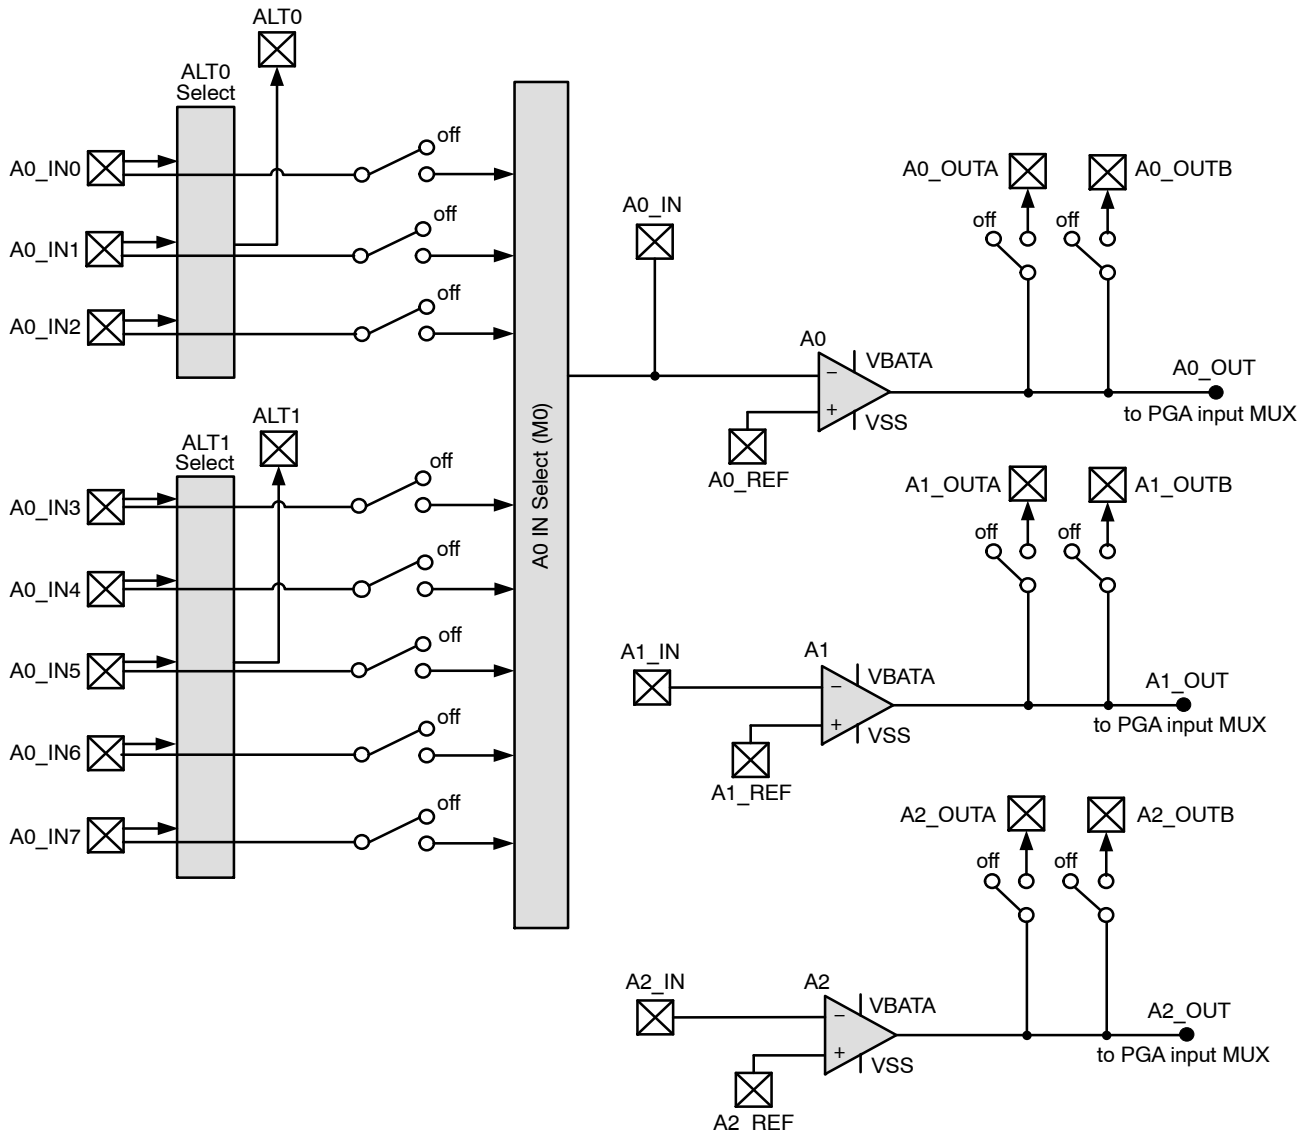 ALT0
ALT0
Select
A0_IN0
off
A0_IN1
off
A0_IN2
off
ALT1
ALT1
Select
A0_IN3
off
A0_IN4
off
A0_IN5
off
A0_IN6
off
A0_IN7
off
A0 IN Select (M0)
A0_IN
A0
VBATA
−
+
VSS
A0_REF
A0_OUTA
A0_OUTB
off
off
A0_OUT
to PGA input MUX
A1_OUTA
A1_OUTB
off
off
A1_IN
A1
VBATA
−
+
VSS
A1_REF
A1_OUT
to PGA input MUX
A2_OUTA
A2_OUTB
off
off
A2_IN
A2
VBATA
−
+
VSS
A2_REF
A2_OUT
to PGA input MUX